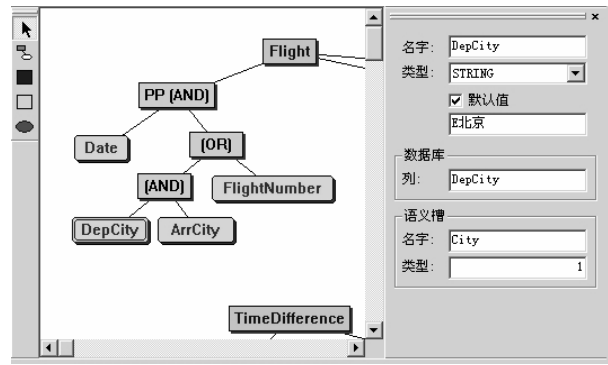 Flight
PP (AND)
Date
(OR)
(AND)
FlightNumber
DepCity
ArrCity
TimeDifference
名字: DepCity
类型: STRING
默认值
E北京
数据库
列: DepCity
语义槽
名字: City
类型: 1